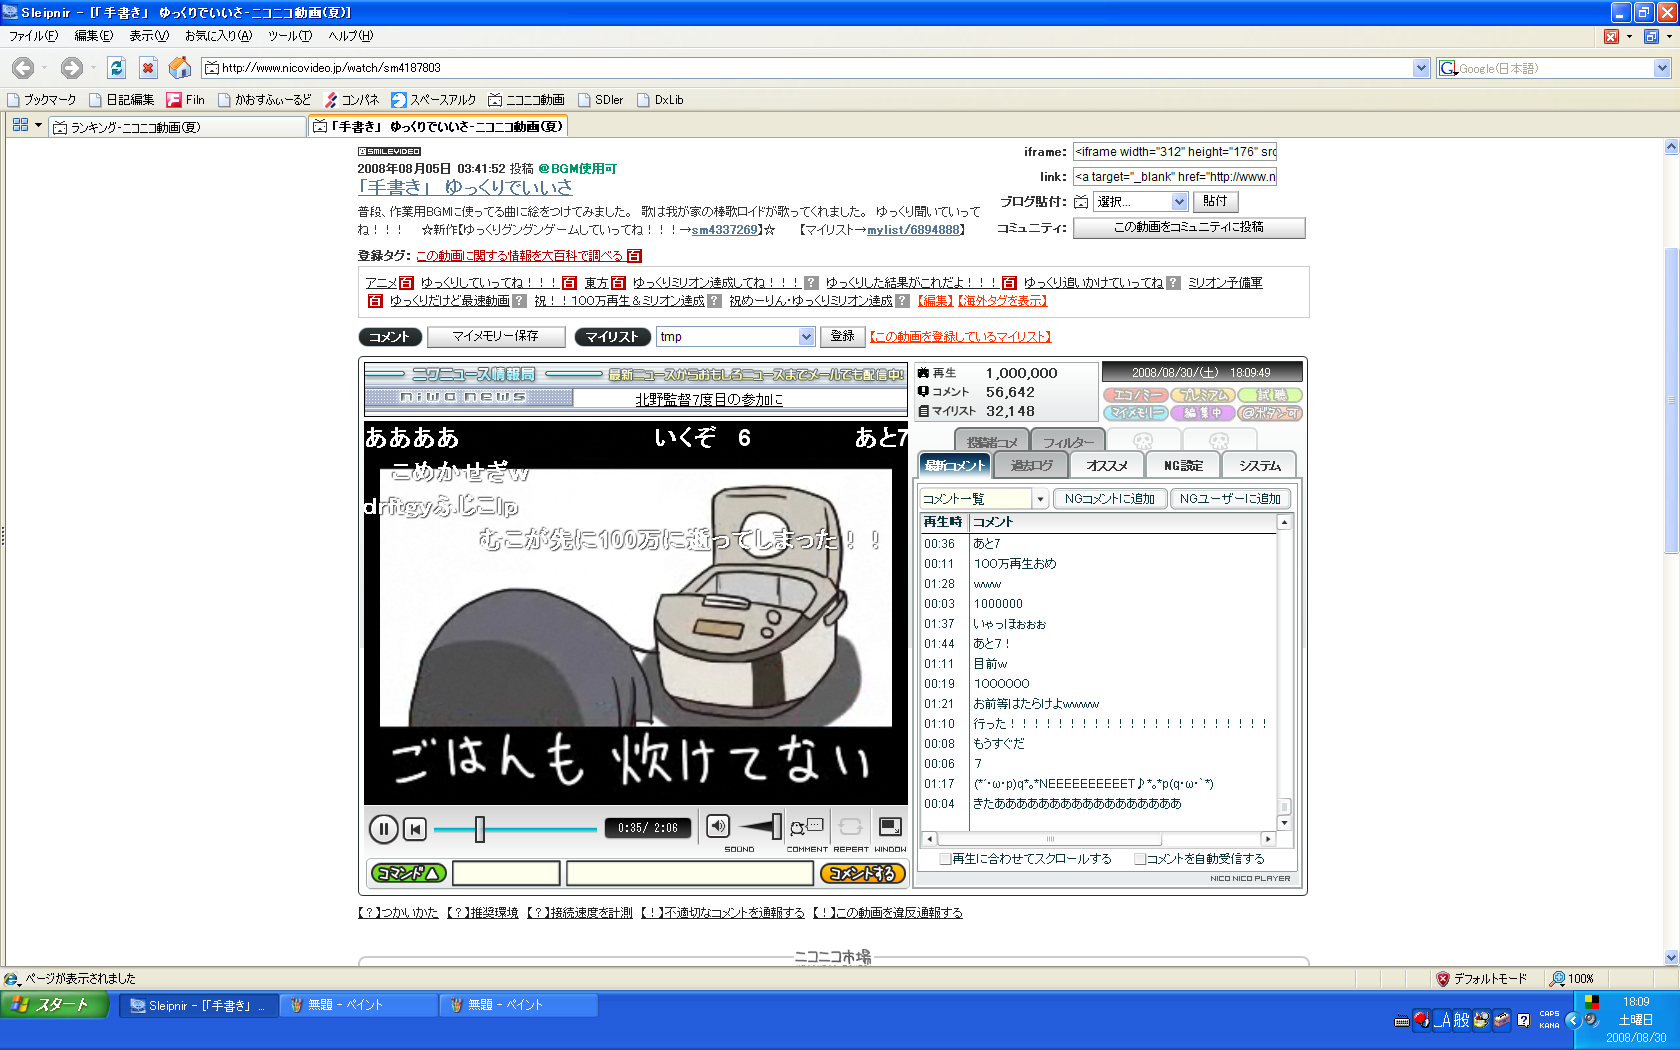 Sleipnir - [「手書き」 ゆっくりでいいさ-ニコニコ動画(夏)]
ファイル(F) 編集(E) 表示(V) お気に入り(A) ツール(T) ヘルプ(H)
http://www.nicovideo.jp/watch/sm4187803 Google(日本語)
ブックマーク 日記編集 FiIn かおすふぃーるど コンパネ スペースアルク ニコニコ動画 SDIer DxLib
ランキング-ニコニコ動画(夏) 「手書き」 ゆっくりでいいさ-ニコニコ動画(夏)
SMILEVIDEO
2008年08月05日 03:41:52 投稿 @BGM使用可
「手書き」 ゆっくりでいいさ
普段、作業用BGMに使ってる曲に絵をつけてみました。 歌は我が家の棒歌ロイドが歌ってくれました。 ゆっくり聞いていって
ね！！！ ☆新作【ゆっくりグングンゲームしていってね！！！→sm4337269】☆ 【マイリスト→mylist/6894888】
iframe: <iframe width="312" height="176" src
link: <a target="_blank" href="http://www.n
ブログ貼付: 選択... 貼付
コミュニティ: この動画をコミュニティに投稿
登録タグ: この動画に関する情報を大百科で調べる 百
アニメ百 ゆっくりしていってね！！！百 東方百 ゆっくりミリオン達成してね！！！? ゆっくりした結果がこれだよ！！！百 ゆっくり追いかけていってね? ミリオン予備軍
百 ゆっくりだけど最速動画? 祝！！100万再生＆ミリオン達成? 祝めーりん・ゆっくりミリオン達成? 【編集】【海外タグを表示】
コメント マイメモリー保存 マイリスト tmp 登録 【この動画を登録しているマイリスト】
ニワニュース情報局 最新ニュースからおもしろニュースまでメールでも配信中!
niwa news 北野監督7度目の参加に
再生 1,000,000
コメント 56,642
マイリスト 32,148
2008/08/30/(土) 18:09:49
エコノミー プレミアム 試聴
マイメモリー 編集中 @ボタン可
ああああ いくぞ 6 あと7
こめかせぎw
drftgyふじこlp
むこが先に100万に逝ってしまった！！
ごはんも 炊けてない
投稿者コメ フィルター
最新コメント 過去ログ オススメ NG設定 システム
コメント一覧 NGコメントに追加 NGユーザーに追加
再生時 コメント
00:36 あと7
00:11 100万再生おめ
01:28 www
00:03 1000000
01:37 いゃっほぉぉぉ
01:44 あと7！
01:11 目前w
00:19 1000000
01:21 お前等はたらけよwwwww
01:10 行った！！！！！！！！！！！！！！！！！！！！！！
00:08 もうすぐだ
00:06 7
01:17 (*´･ω･p)q*｡*NEEEEEEEEEET♪*｡*p(q･ω･`*)
00:04 きたあああああああああああああああああ
再生に合わせてスクロールする コメントを自動受信する
NICO NICO PLAYER
0:35/ 2:06
SOUND COMMENT REPEAT WINDOW
コマンド△ コメントする
【？】つかいかた 【？】推奨環境 【？】接続速度を計測 【！】不適切なコメントを通報する 【！】この動画を違反通報する
ニコニコ市場
ページが表示されました デフォルトモード 100%
スタート Sleipnir - [「手書き」 ... 無題 - ペイント 無題 - ペイント
A般 CAPS KANA
18:09
土曜日
2008/08/30